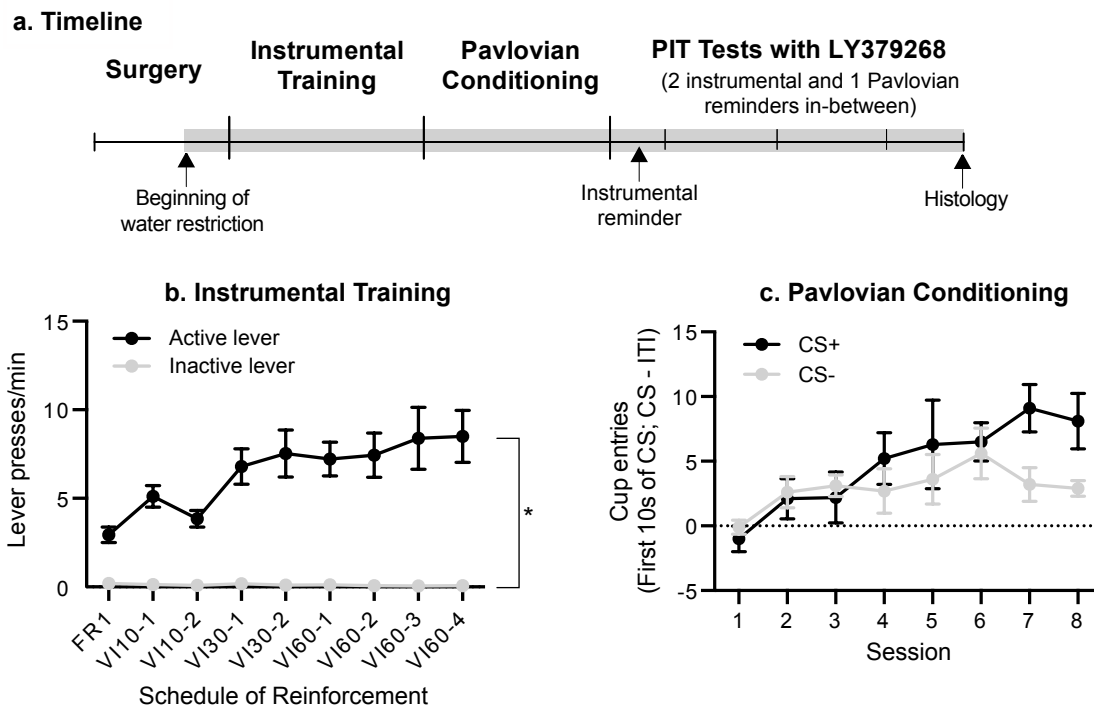 a. Timeline
Surgery
Instrumental
Training
Pavlovian
Conditioning
PIT Tests with LY379268
(2 instrumental and 1 Pavlovian
reminders in-between)
Beginning of
water restriction
Instrumental
reminder
Histology
b. Instrumental Training
Lever presses/min
15
10
5
0
Active lever
Inactive lever
*
FR1
VI10-1
VI10-2
VI30-1
VI30-2
VI60-1
VI60-2
VI60-3
VI60-4
Schedule of Reinforcement
c. Pavlovian Conditioning
Cup entries
(First 10s of CS; CS - ITI)
15
10
5
0
-5
CS+
CS-
1 2 3 4 5 6 7 8
Session